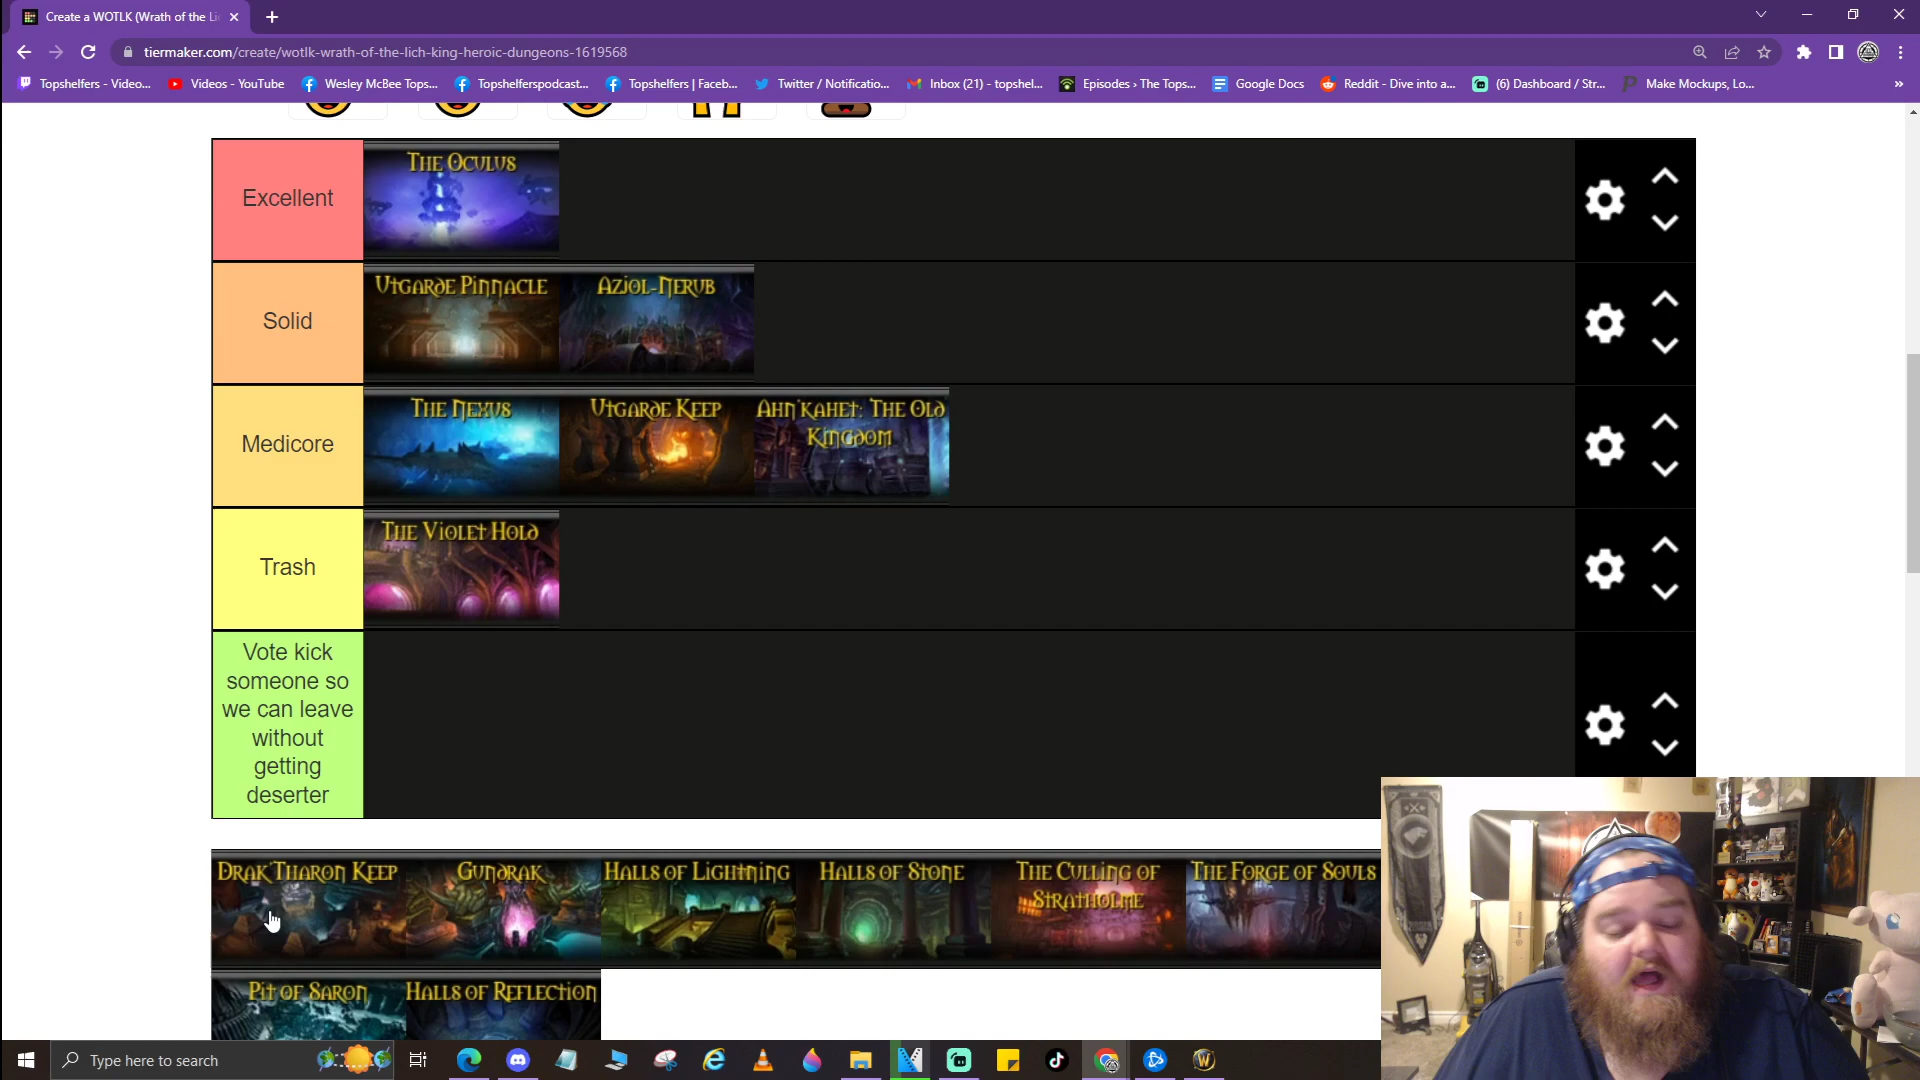 Create a WOTLK (Wrath of the Li
tiermaker.com/create/wotlk-wrath-of-the-lich-king-heroic-dungeons-1619568
Topshelfers - Video... Videos - YouTube Wesley McBee Tops... Topshelferspodcast... Topshelfers | Faceb... Twitter / Notificatio... Inbox (21) - topshel... Episodes › The Tops... Google Docs Reddit - Dive into a... (6) Dashboard / Str... Make Mockups, Lo... »
Excellent
The Oculus
Solid
Utgarde Pinnacle
Azjol-Nerub
Medicore
The Nexus
Utgarde Keep
Ahn'kahet: The Old
Kingdom
Trash
The Violet Hold
Vote kick
someone so
we can leave
without
getting
deserter
Drak'Tharon Keep
Gundrak
Halls of Lightning
Halls of Stone
The Culling of
Stratholme
The Forge of Souls
Pit of Saron
Halls of Reflection
Type here to search